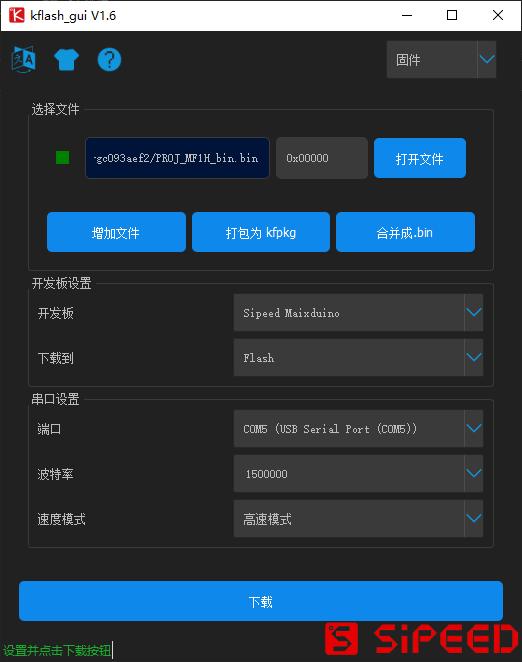 kflash_gui V1.6
固件
选择文件
gc093aef2/PROJ_MF1H_bin.bin
0x00000
打开文件
增加文件
打包为 kfpkg
合并成.bin
开发板设置
开发板
Sipeed Maixduino
下载到
Flash
串口设置
端口
COM5 (USB Serial Port (COM5))
波特率
1500000
速度模式
高速模式
下载
SiPEED
设置并点击下载按钮